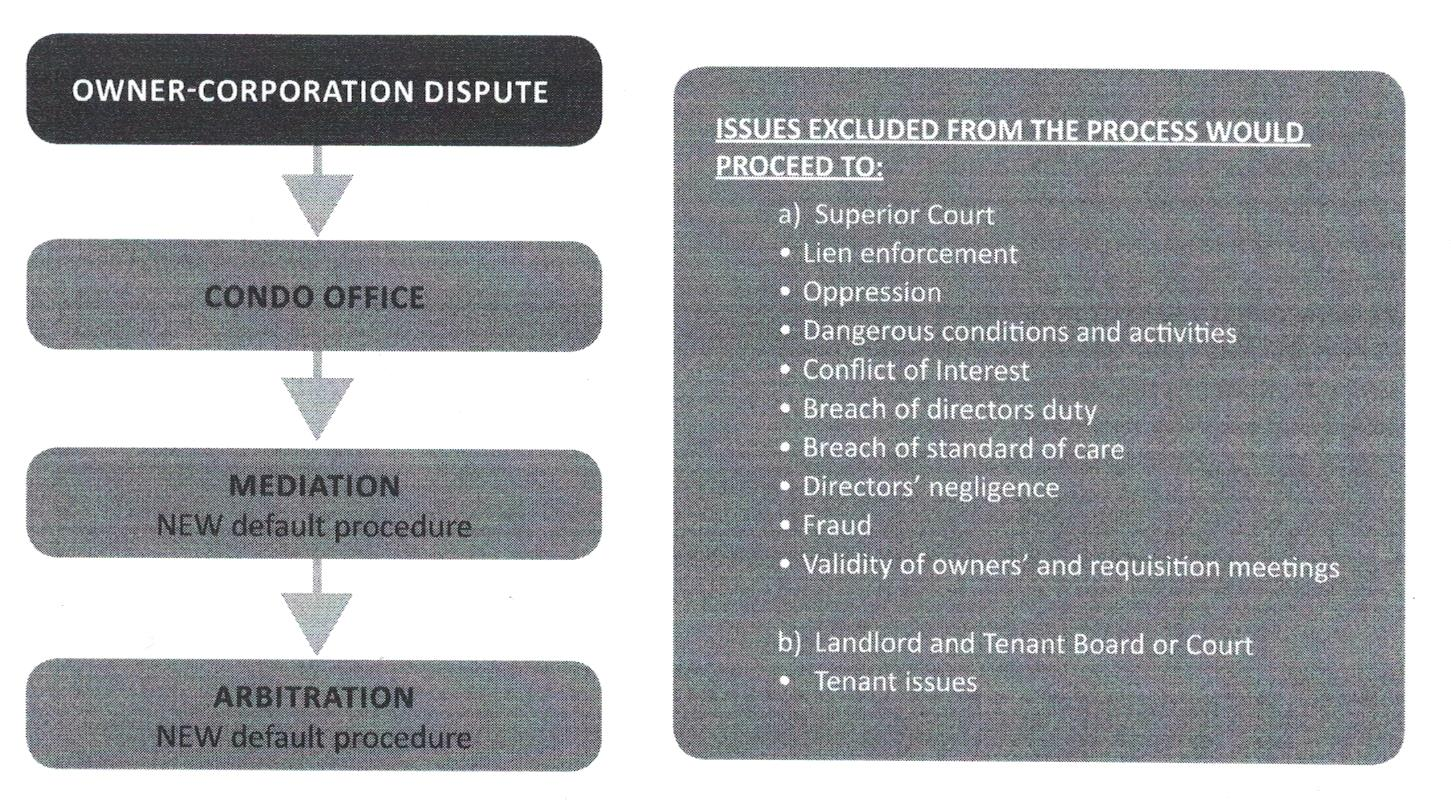 OWNER-CORPORATION DISPUTE
CONDO OFFICE
MEDIATION
NEW default procedure
ARBITRATION
NEW default procedure
ISSUES EXCLUDED FROM THE PROCESS WOULD
PROCEED TO:
a) Superior Court
• Lien enforcement
• Oppression
• Dangerous conditions and activities
• Conflict of Interest
• Breach of directors duty
• Breach of standard of care
• Directors’ negligence
• Fraud
• Validity of owners’ and requisition meetings
b) Landlord and Tenant Board or Court
• Tenant issues